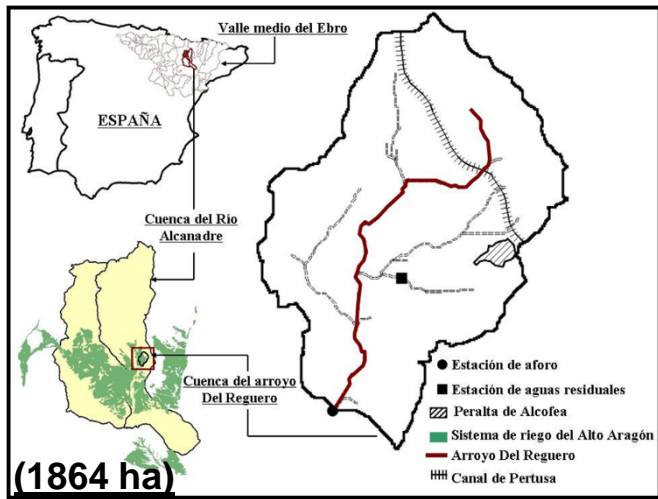 Valle medio del Ebro
ESPAÑA
Cuenca del Río
Alcanadre
Cuenca del arroyo
Del Reguero
(1864 ha)
Estación de aforo
Estación de aguas residuales
Peralta de Alcofea
Sistema de riego del Alto Aragón
Arroyo Del Reguero
Canal de Pertusa